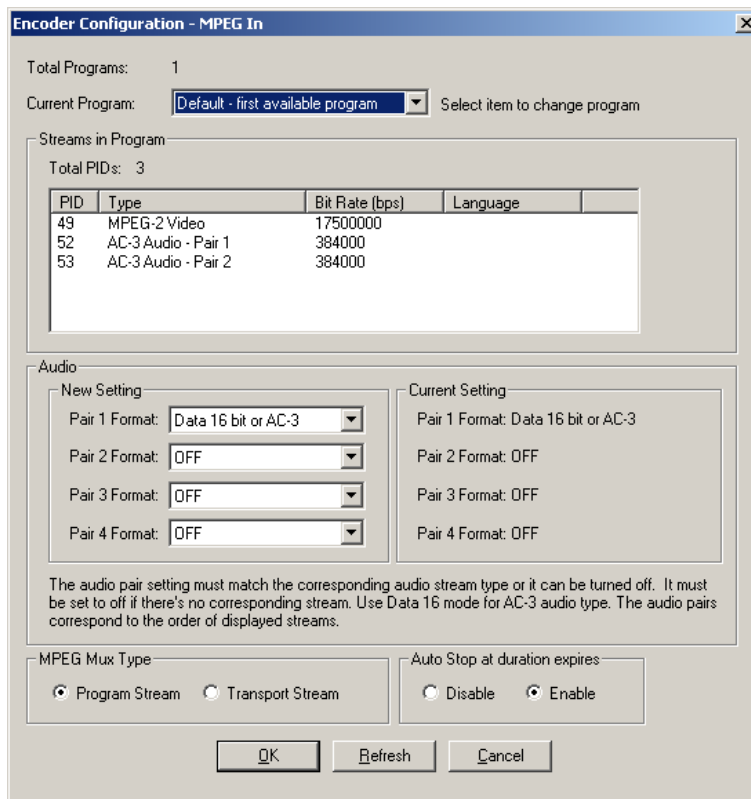 Encoder Configuration - MPEG In
Total Programs: 1
Current Program: Default - first available program Select item to change program
Streams in Program
Total PIDs: 3
PID Type Bit Rate (bps) Language
49 MPEG-2 Video 17500000
52 AC-3 Audio - Pair 1 384000
53 AC-3 Audio - Pair 2 384000
Audio
New Setting
Pair 1 Format: Data 16 bit or AC-3
Pair 2 Format: OFF
Pair 3 Format: OFF
Pair 4 Format: OFF
Current Setting
Pair 1 Format: Data 16 bit or AC-3
Pair 2 Format: OFF
Pair 3 Format: OFF
Pair 4 Format: OFF
The audio pair setting must match the corresponding audio stream type or it can be turned off. It must
be set to off if there's no corresponding stream. Use Data 16 mode for AC-3 audio type. The audio pairs
correspond to the order of displayed streams.
MPEG Mux Type
Program Stream Transport Stream
Auto Stop at duration expires
Disable Enable
OK Refresh Cancel